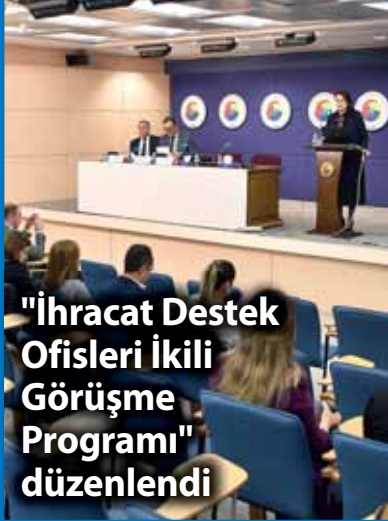 "İhracat Destek
Ofisleri İkili
Görüşme
Programı"
düzenlendi